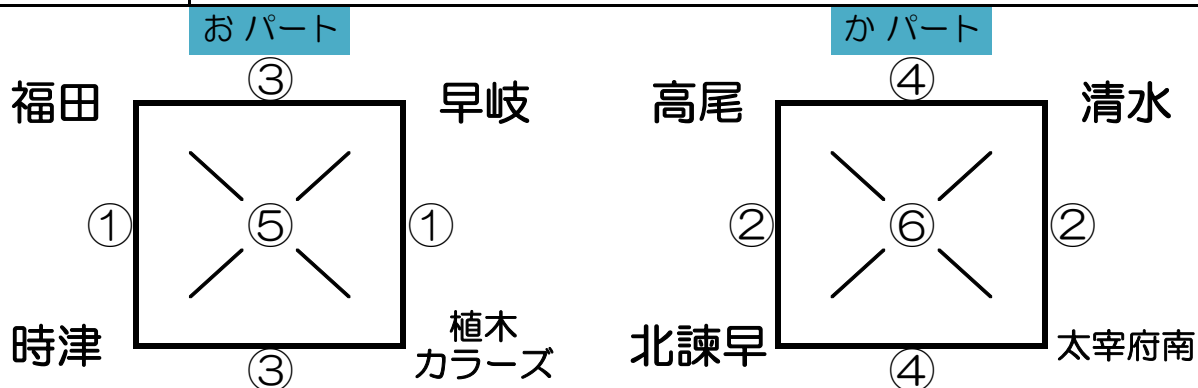 お パート
③
福田
早岐
①
⑤
①
時津
植木
カラーズ
③
か パート
④
高尾
清水
②
⑥
②
北諫早
太宰府南
④